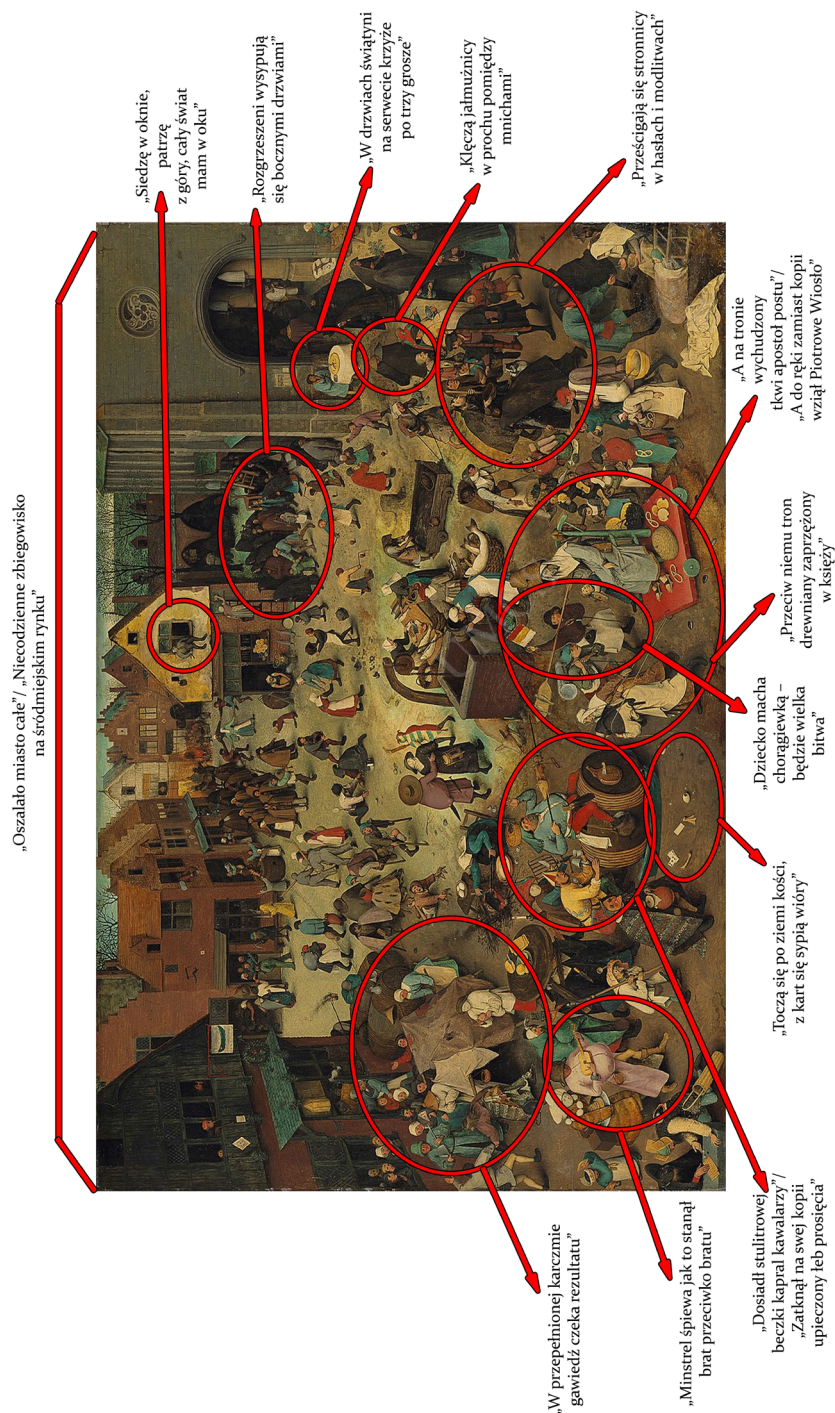 „Oszalało miasto całe”/ „Niecodzienne zbiegowisko
na śródmiejskim rynku”
„Siedzę w oknie,
patrzę
z góry, cały świat
mam w oku”
„Rozgrzeszeni wysypują
się bocznymi drzwiami”
„W drzwiach świątyni
na serwecie krzyże
po trzy grosze”
„Klęczą jałmużnicy
w prochu pomiędzy
mnichami”
„Prześcigają się stronnicy
w hasłach i modlitwach”
„W przepełnionej karczmie
gawiedź czeka rezultatu”
„Minstrel śpiewa jak to stanął
brat przeciwko bratu”
„Dosiadł stulitrowej
beczki kapral kawalarzy”/
„Zatknął na swej kopii
upieczony łeb prosięcia”
„Toczą się po ziemi kości,
z kart się sypią wióry”
„Dziecko macha
chorągiewką –
będzie wielka
bitwa”
„Przeciw niemu tron
drewniany zaprzężony
w księży”
„A na tronie
wychudzony
tkwi apostoł postu”/
„A do ręki zamiast kopii
wziął Piotrowe Wiosło”